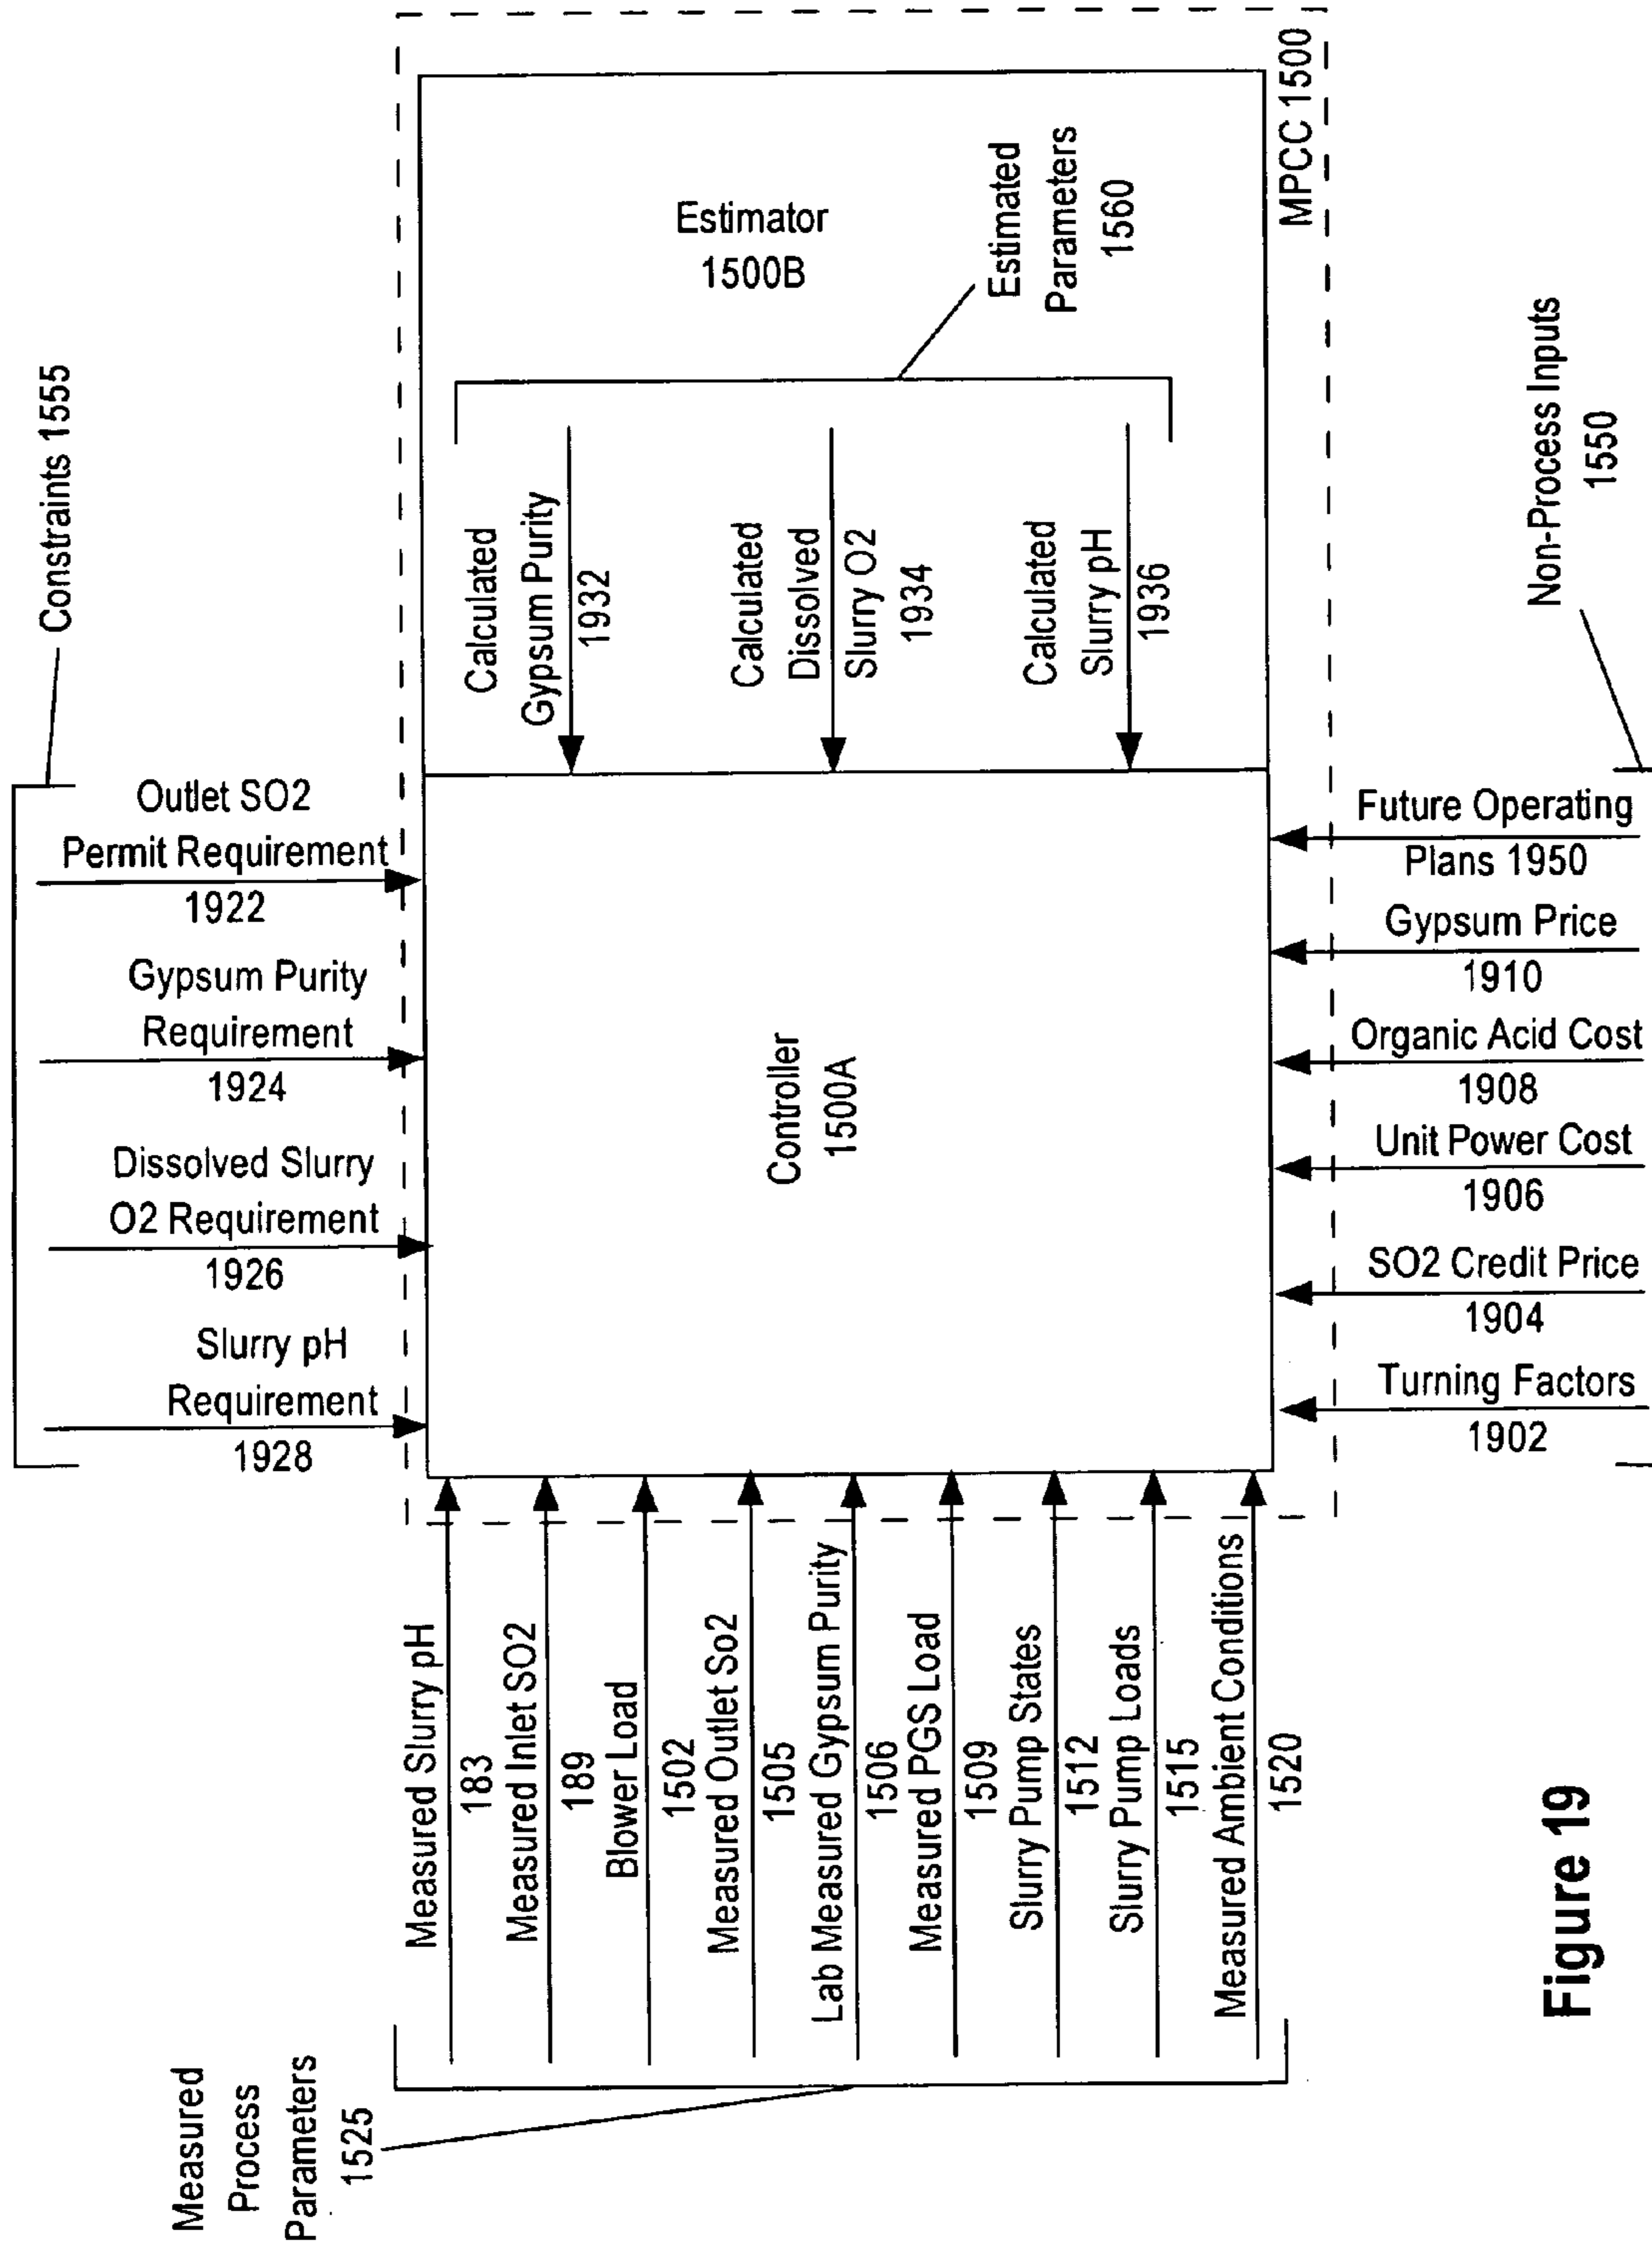 Constraints 1555
Outlet SO2
Permit Requirement
1922
Gypsum Purity
Requirement
1924
Dissolved Slurry
O2 Requirement
1926
Slurry pH
Requirement
1928
Measured
Process
Parameters
1525
Measured Slurry pH
183
Measured Inlet SO2
189
Blower Load
1502
Measured Outlet So2
1505
Lab Measured Gypsum Purity
1506
Measured PGS Load
1509
Slurry Pump States
1512
Slurry Pump Loads
1515
Measured Ambient Conditions
1520
Controller
1500A
Estimator
1500B
Calculated
Gypsum Purity
1932
Calculated
Dissolved
Slurry O2
1934
Calculated
Slurry pH
1936
Estimated
Parameters
1560
MPCC 1500
Future Operating
Plans 1950
Gypsum Price
1910
Organic Acid Cost
1908
Unit Power Cost
1906
SO2 Credit Price
1904
Turning Factors
1902
Non-Process Inputs
1550
Figure 19